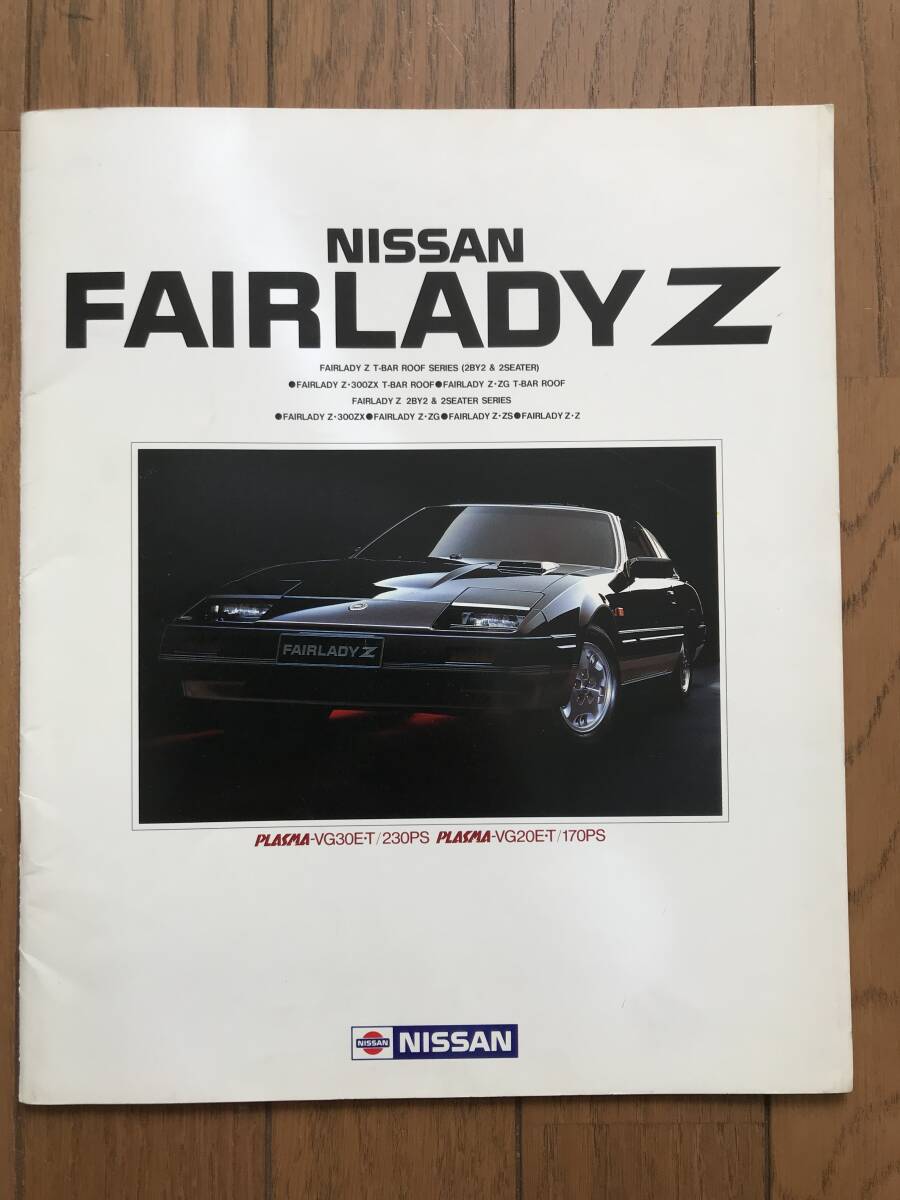 NISSAN
FAIRLADY Z
FAIRLADY Z T-BAR ROOF SERIES (2BY2 & 2SEATER)
●FAIRLADY Z・300ZX T-BAR ROOF●FAIRLADY Z・ZG T-BAR ROOF
FAIRLADY Z 2BY2 & 2SEATER SERIES
●FAIRLADY Z・300ZX●FAIRLADY Z・ZG●FAIRLADY Z・ZS●FAIRLADY Z・Z
FAIRLADY Z
PLASMA-VG30E・T/230PS PLASMA-VG20E・T/170PS
NISSAN NISSAN